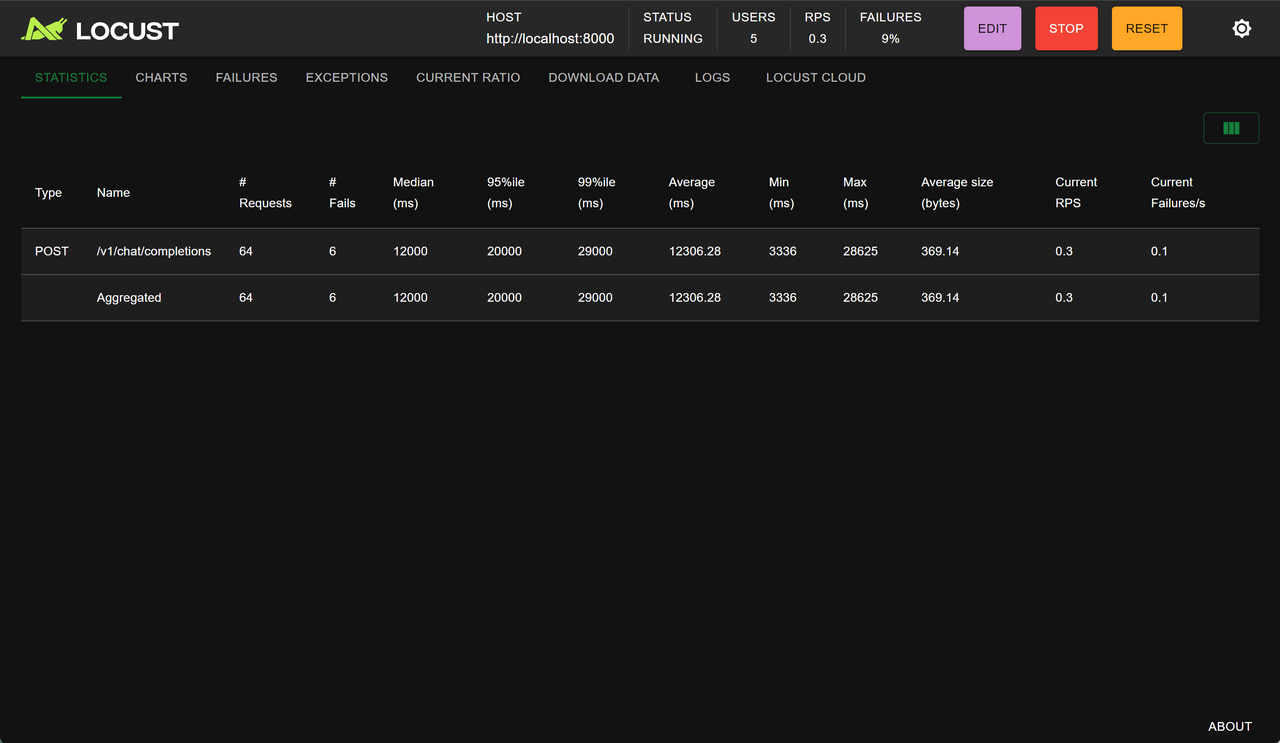 LOCUST
HOST
http://localhost:8000
STATUS
RUNNING
USERS
5
RPS
0.3
FAILURES
9%
EDIT
STOP
RESET
STATISTICS CHARTS FAILURES EXCEPTIONS CURRENT RATIO DOWNLOAD DATA LOGS LOCUST CLOUD
Type
Name
#
Requests
#
Fails
Median
(ms)
95%ile
(ms)
99%ile
(ms)
Average
(ms)
Min
(ms)
Max
(ms)
Average size
(bytes)
Current
RPS
Current
Failures/s
POST /v1/chat/completions 64 6 12000 20000 29000 12306.28 3336 28625 369.14 0.3 0.1
Aggregated 64 6 12000 20000 29000 12306.28 3336 28625 369.14 0.3 0.1
ABOUT